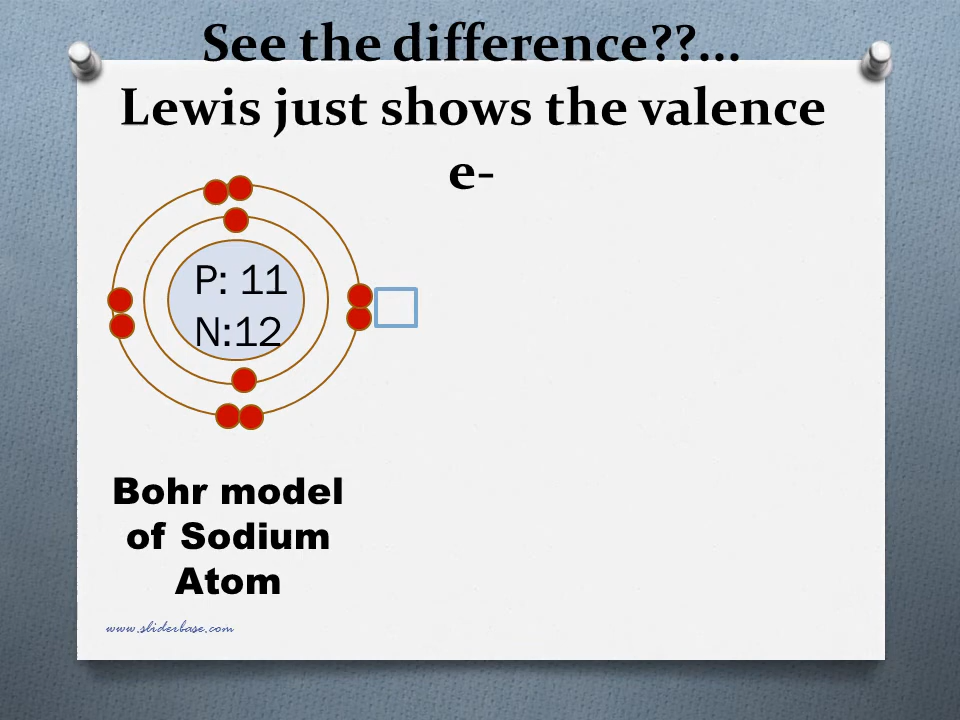 See the difference??...
Lewis just shows the valence
e-
P: 11
N:12
Bohr model
of Sodium
Atom
www.sliderbase.com